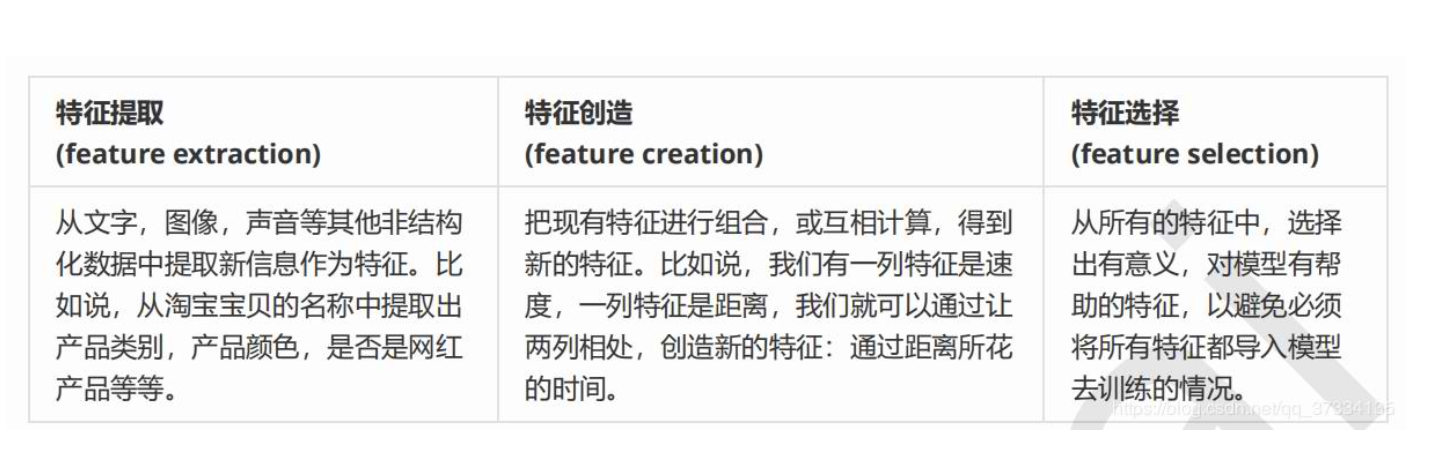 特征提取
(feature extraction)
特征创造
(feature creation)
特征选择
(feature selection)
从文字，图像，声音等其他非结构
化数据中提取新信息作为特征。比
如说，从淘宝宝贝的名称中提取出
产品类别，产品颜色，是否是网红
产品等等。
把现有特征进行组合，或互相计算，得到
新的特征。比如说，我们有一列特征是速
度，一列特征是距离，我们就可以通过让
两列相处，创造新的特征：通过距离所花
的时间。
从所有的特征中，选择
出有意义，对模型有帮
助的特征，以避免必须
将所有特征都导入模型
去训练的情况。